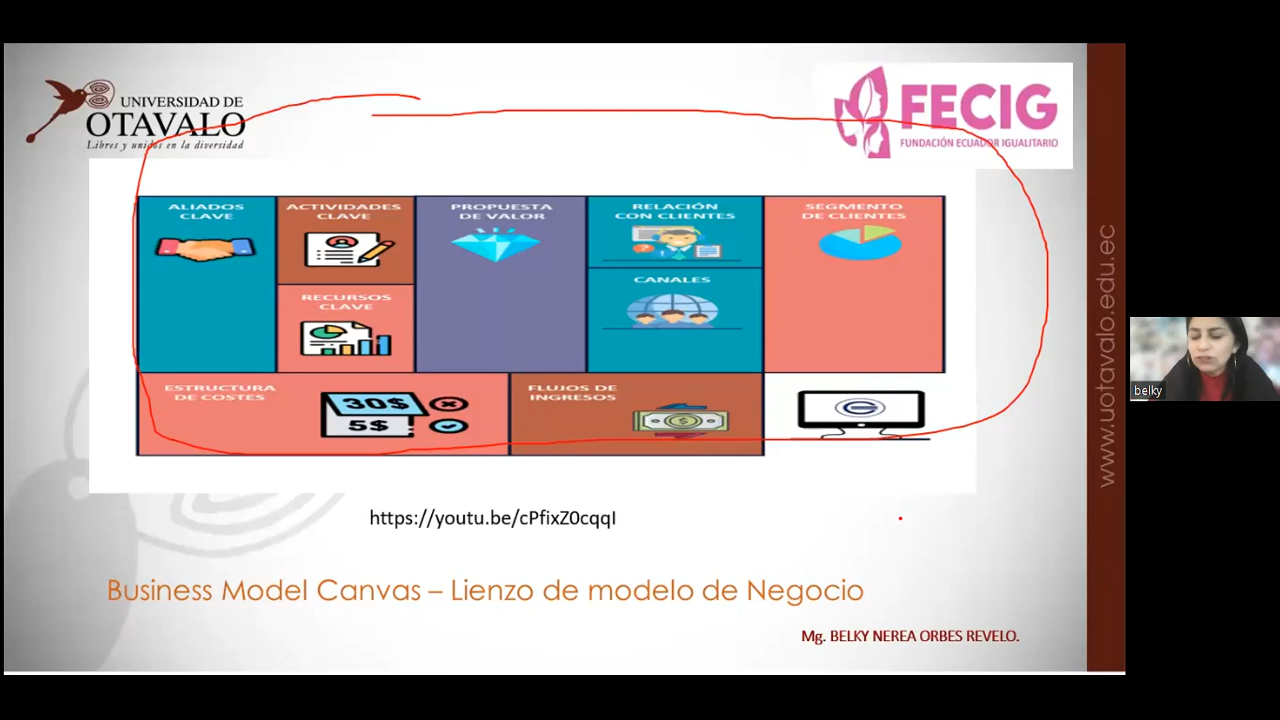 UNIVERSIDAD DE
OTAVALO
Libres y unidos en la diversidad
FECIG
FUNDACIÓN ECUADOR IGUALITARIO
ALIADOS
CLAVE
ACTIVIDADES
CLAVE
RECURSOS
CLAVE
PROPUESTA
DE VALOR
RELACIÓN
CON CLIENTES
CANALES
SEGMENTO
DE CLIENTES
ESTRUCTURA
DE COSTES
30$
5$
FLUJOS DE
INGRESOS
$
https://youtu.be/cPfixZ0cqqI
Business Model Canvas – Lienzo de modelo de Negocio
Mg. BELKY NEREA ORBES REVELO.
www.uotavalo.edu.ec
belky